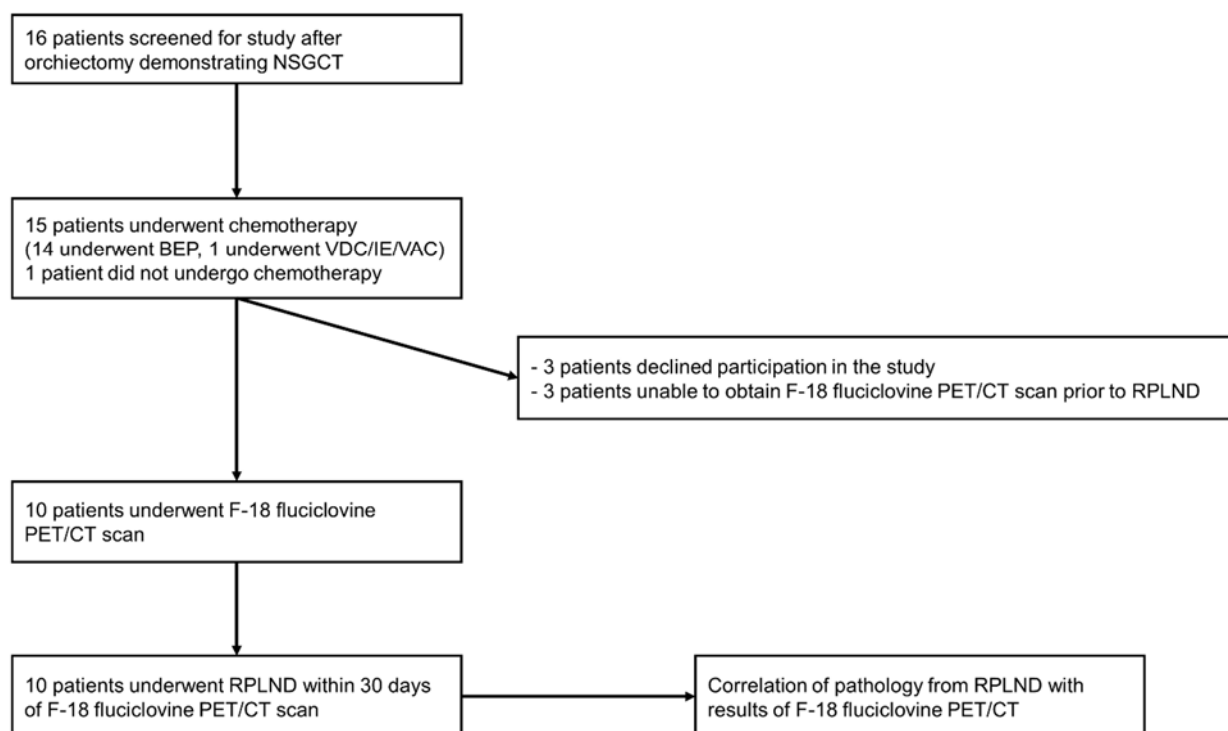 16 patients screened for study after
orchiectomy demonstrating NSGCT
15 patients underwent chemotherapy
(14 underwent BEP, 1 underwent VDC/IE/VAC)
1 patient did not undergo chemotherapy
- 3 patients declined participation in the study
- 3 patients unable to obtain F-18 fluciclovine PET/CT scan prior to RPLND
10 patients underwent F-18 fluciclovine
PET/CT scan
10 patients underwent RPLND within 30 days
of F-18 fluciclovine PET/CT scan
Correlation of pathology from RPLND with
results of F-18 fluciclovine PET/CT